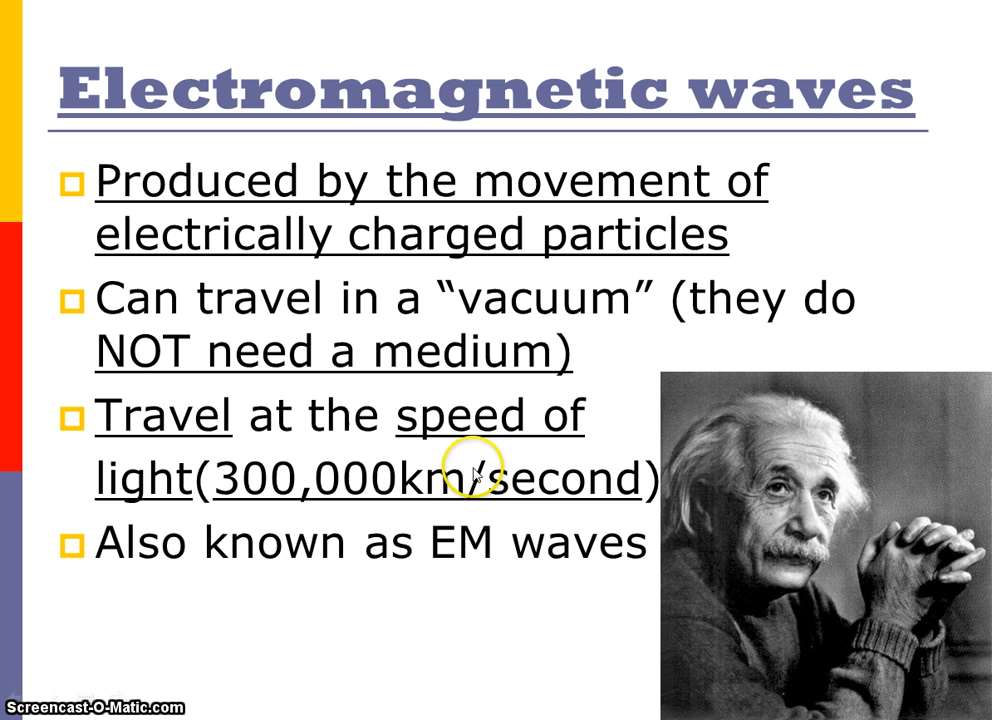 Electromagnetic waves
Produced by the movement of
electrically charged particles
Can travel in a “vacuum” (they do
NOT need a medium)
Travel at the speed of
light(300,000km/second)
Also known as EM waves
Screencast-O-Matic.com